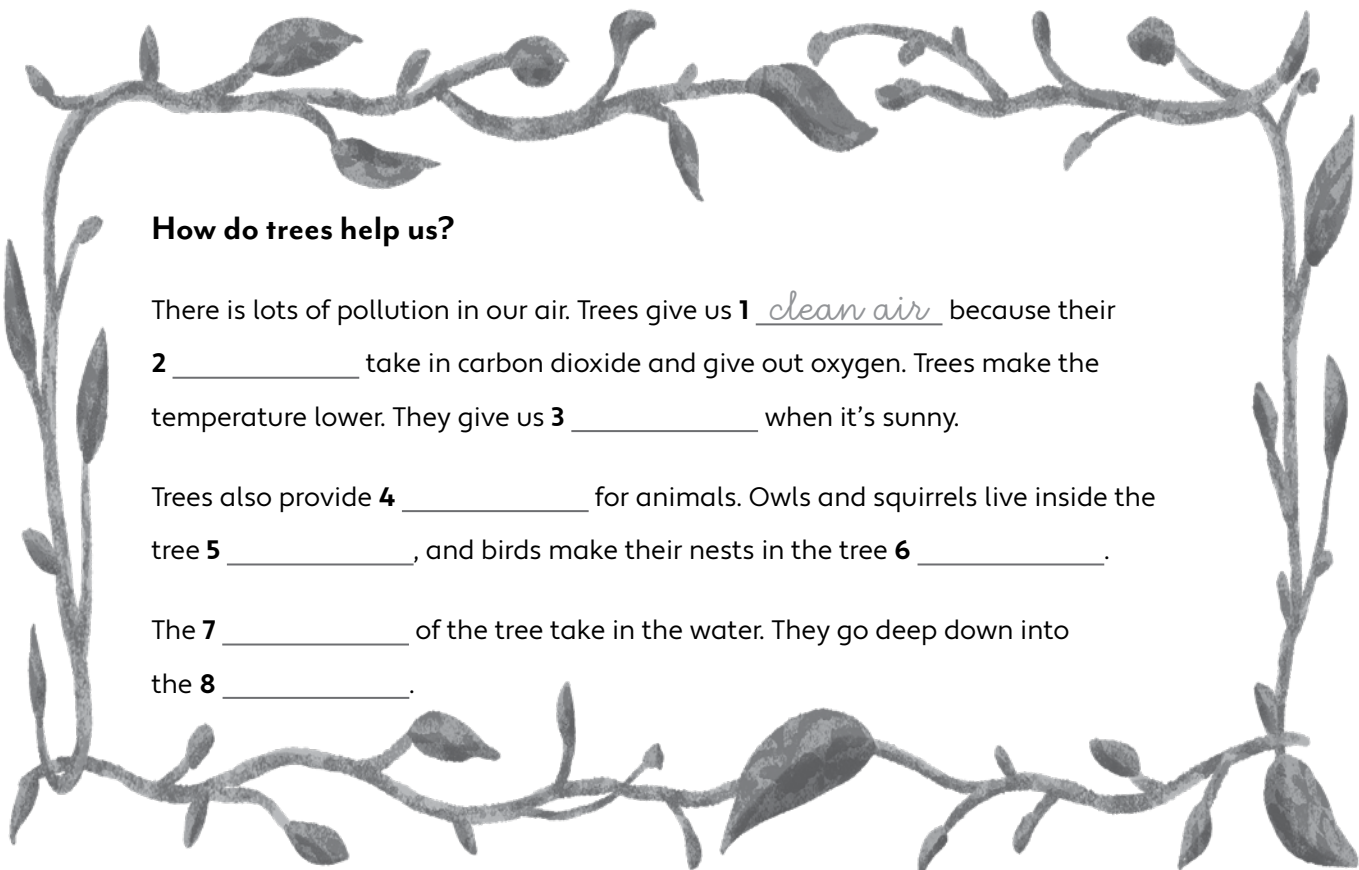 How do trees help us?
There is lots of pollution in our air. Trees give us 1 clean air because their
2 ____________ take in carbon dioxide and give out oxygen. Trees make the
temperature lower. They give us 3 ____________ when it’s sunny.
Trees also provide 4 ____________ for animals. Owls and squirrels live inside the
tree 5 ____________, and birds make their nests in the tree 6 ____________.
The 7 ____________ of the tree take in the water. They go deep down into
the 8 ____________.